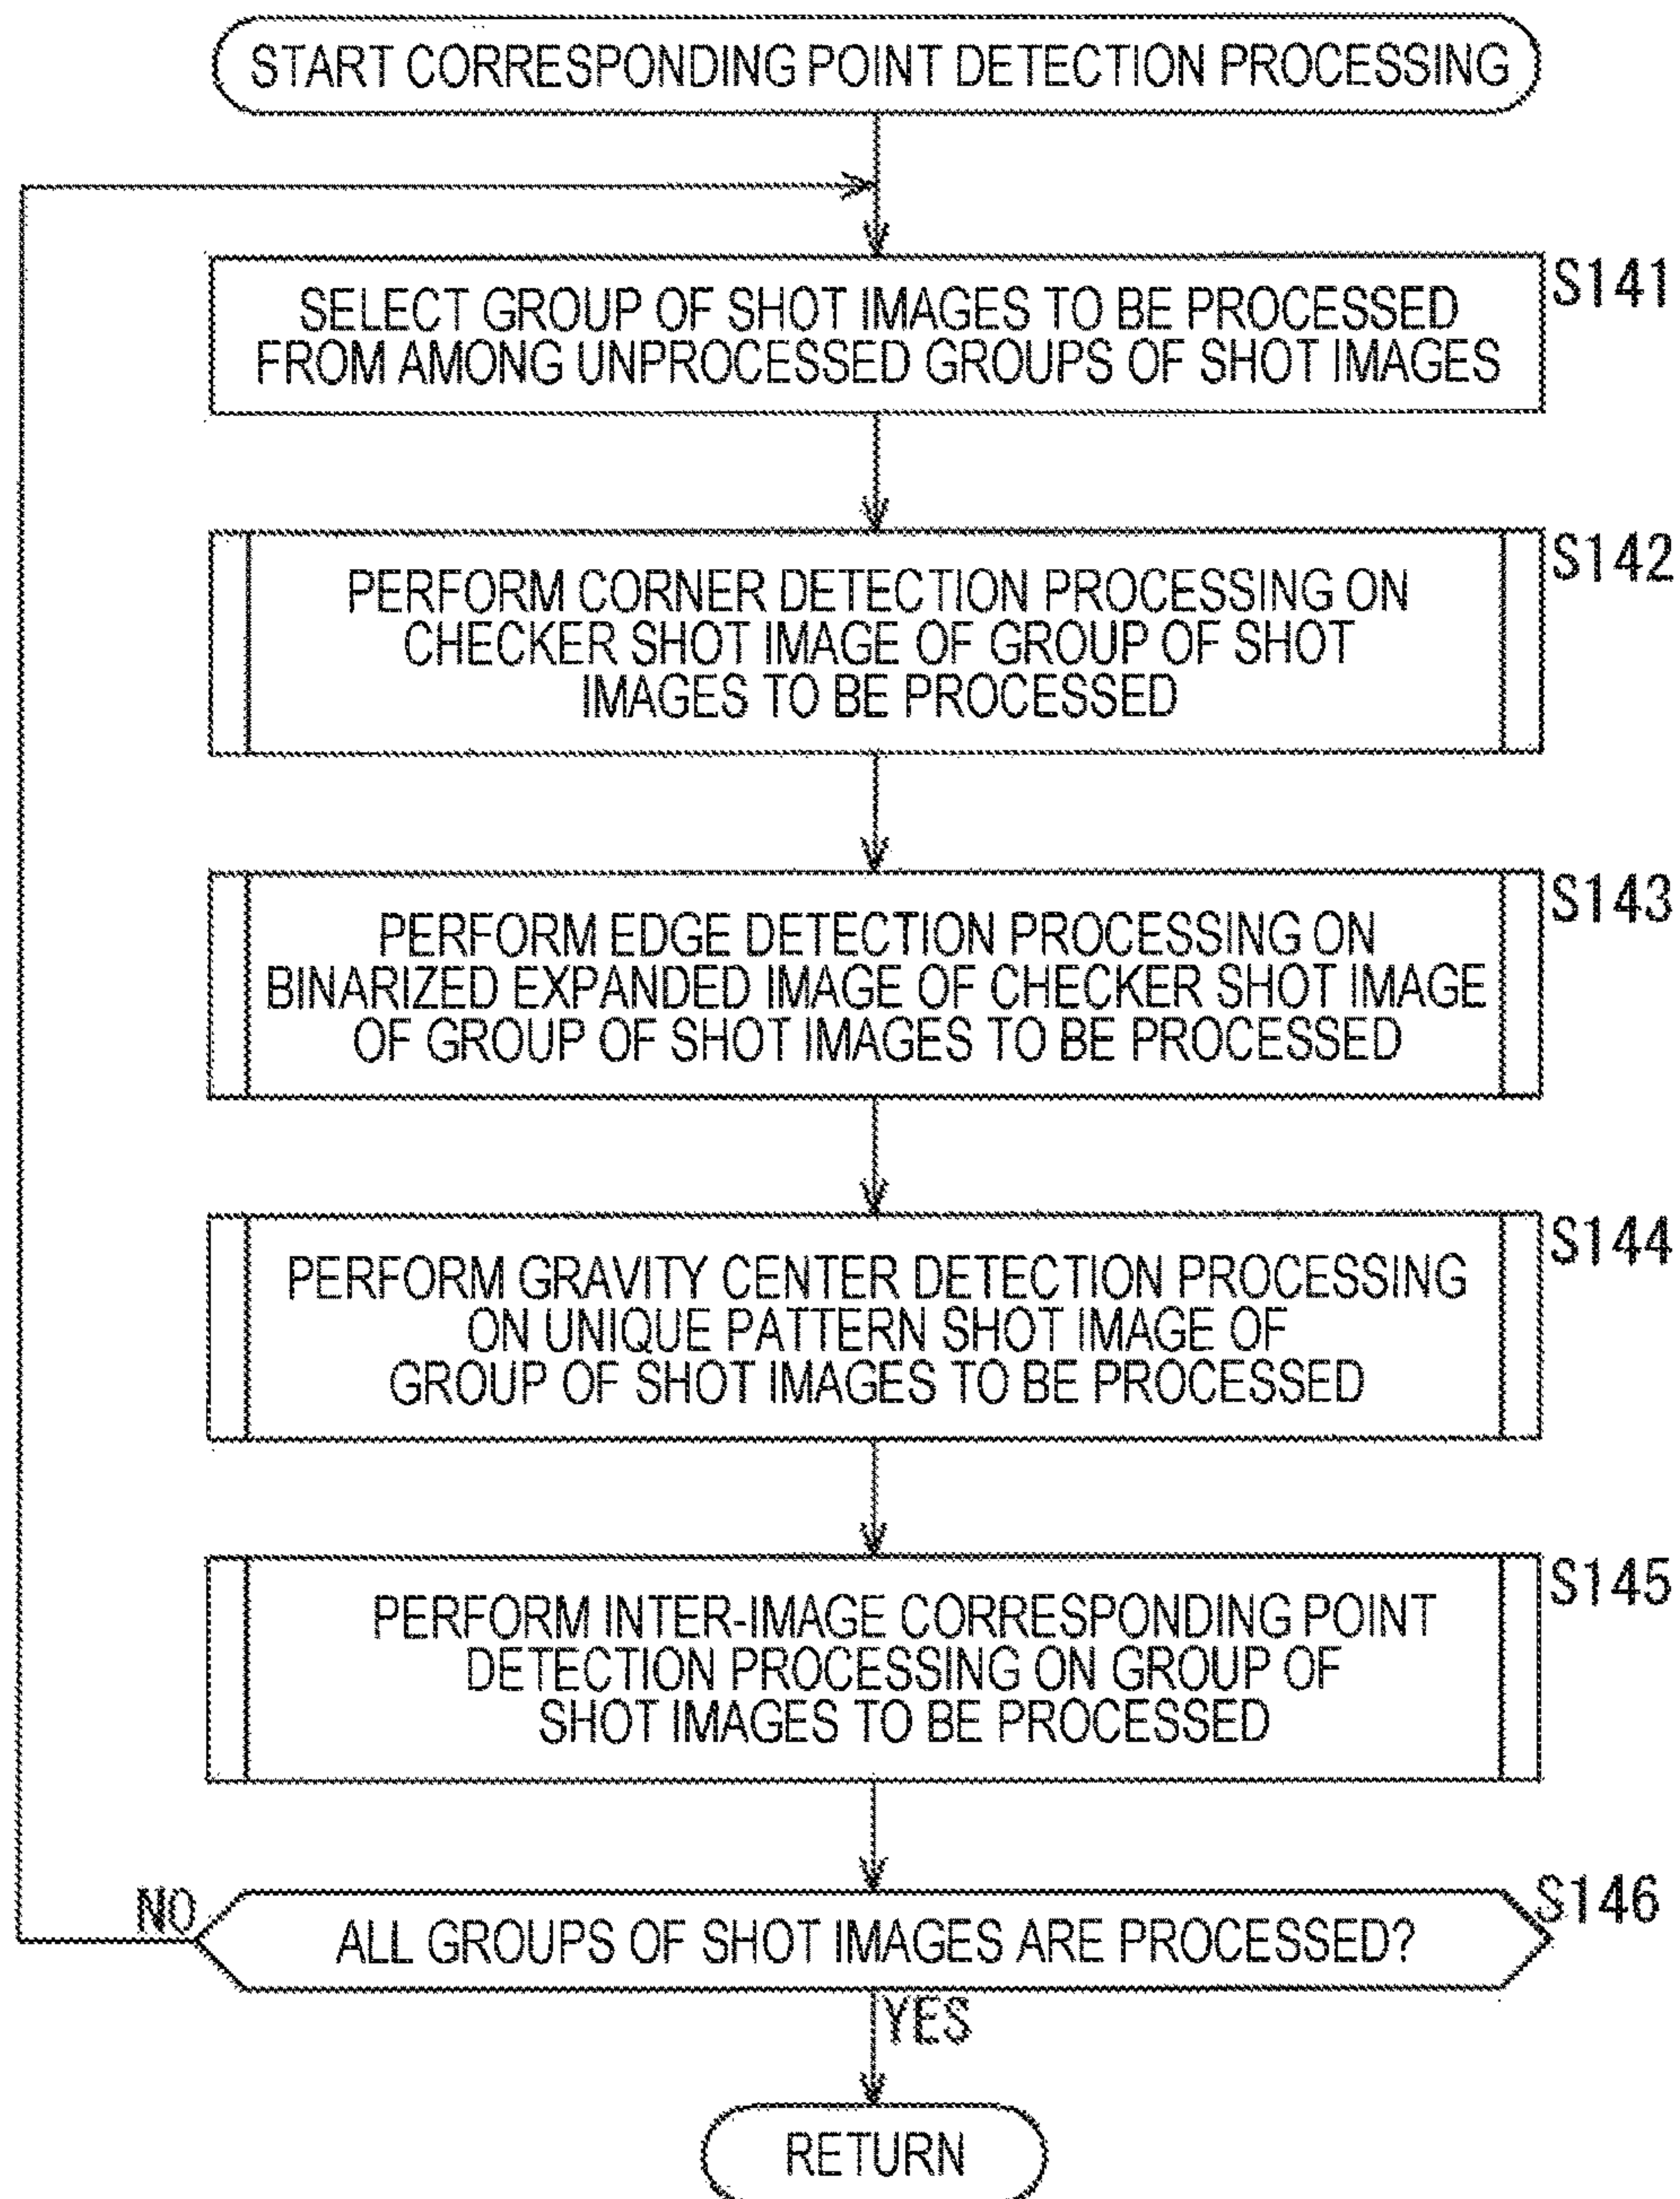 START CORRESPONDING POINT DETECTION PROCESSING
S141
SELECT GROUP OF SHOT IMAGES TO BE PROCESSED
FROM AMONG UNPROCESSED GROUPS OF SHOT IMAGES
S142
PERFORM CORNER DETECTION PROCESSING ON
CHECKER SHOT IMAGE OF GROUP OF SHOT
IMAGES TO BE PROCESSED
S143
PERFORM EDGE DETECTION PROCESSING ON
BINARIZED EXPANDED IMAGE OF CHECKER SHOT IMAGE
OF GROUP OF SHOT IMAGES TO BE PROCESSED
S144
PERFORM GRAVITY CENTER DETECTION PROCESSING
ON UNIQUE PATTERN SHOT IMAGE OF
GROUP OF SHOT IMAGES TO BE PROCESSED
S145
PERFORM INTER-IMAGE CORRESPONDING POINT
DETECTION PROCESSING ON GROUP OF
SHOT IMAGES TO BE PROCESSED
NO
S146
ALL GROUPS OF SHOT IMAGES ARE PROCESSED?
YES
RETURN